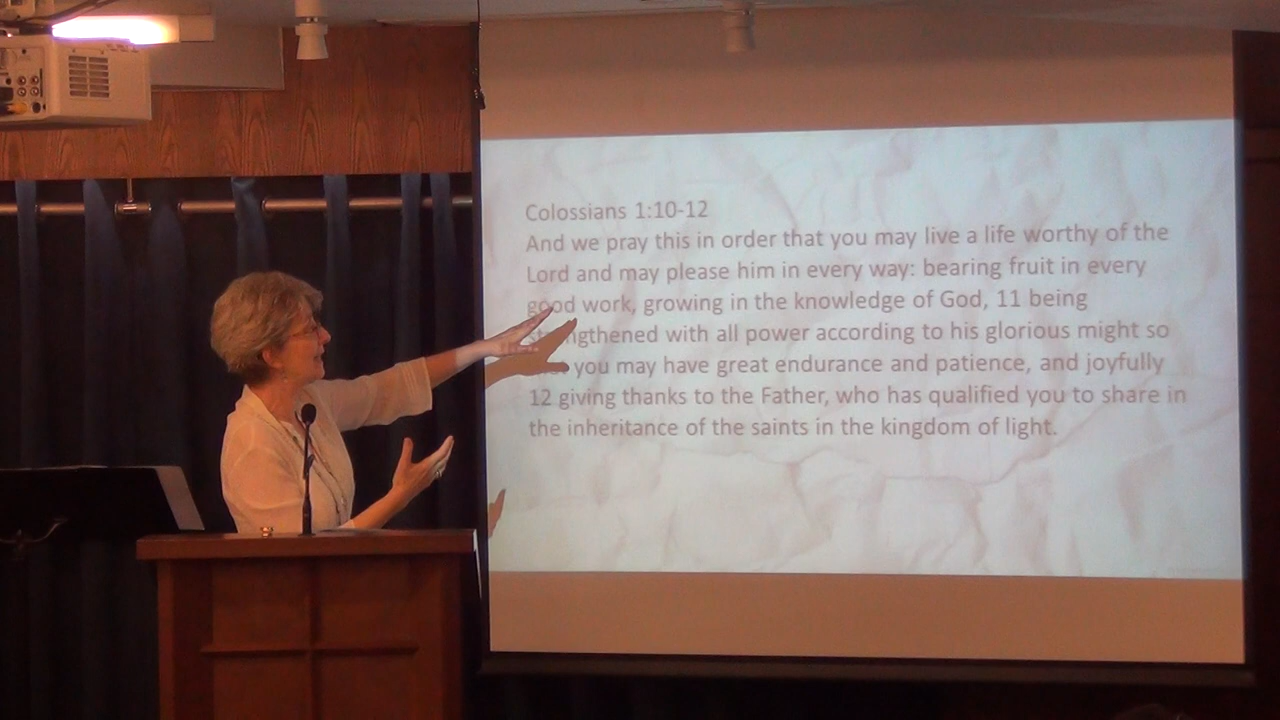 Colossians 1:10-12
And we pray this in order that you may live a life worthy of the
Lord and may please him in every way: bearing fruit in every
good work, growing in the knowledge of God, 11 being
strengthened with all power according to his glorious might so
you may have great endurance and patience, and joyfully
12 giving thanks to the Father, who has qualified you to share in
the inheritance of the saints in the kingdom of light.